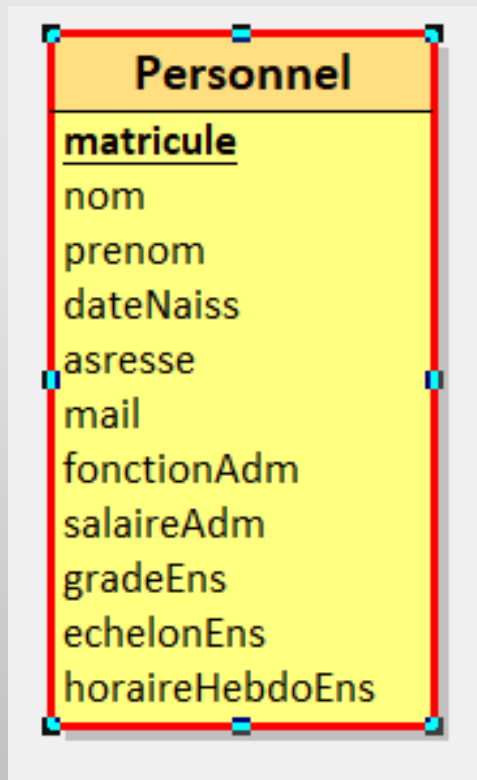 Personnel
matricule
nom
prenom
dateNaiss
asresse
mail
fonctionAdm
salaireAdm
gradeEns
echelonEns
horaireHebdoEns